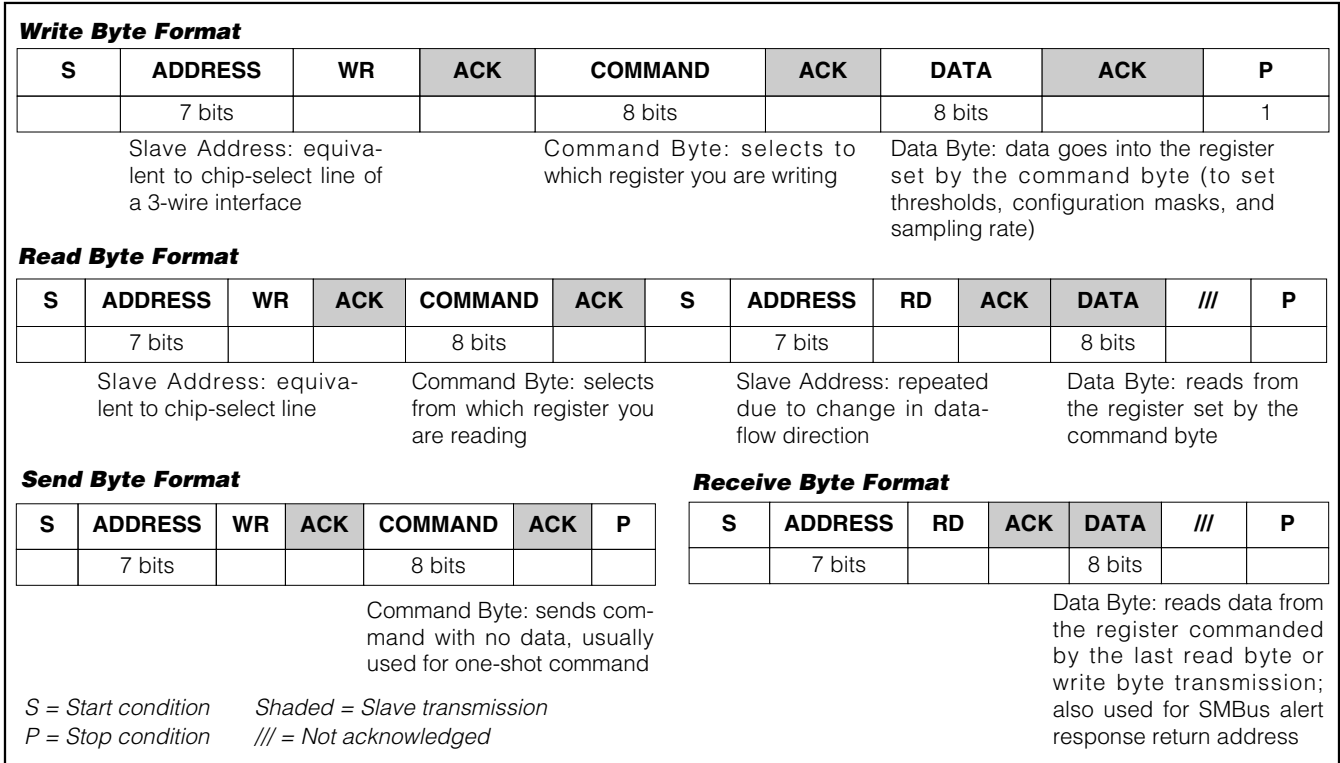 Write Byte Format
S ADDRESS WR ACK COMMAND ACK DATA ACK P
7 bits 8 bits 8 bits 1
Slave Address: equiva-
lent to chip-select line of
a 3-wire interface
Command Byte: selects to
which register you are writing
Data Byte: data goes into the register
set by the command byte (to set
thresholds, configuration masks, and
sampling rate)
Read Byte Format
S ADDRESS WR ACK COMMAND ACK S ADDRESS RD ACK DATA /// P
7 bits 8 bits 7 bits 8 bits
Slave Address: equiva-
lent to chip-select line
Command Byte: selects
from which register you
are reading
Slave Address: repeated
due to change in data-
flow direction
Data Byte: reads from
the register set by the
command byte
Send Byte Format
S ADDRESS WR ACK COMMAND ACK P
7 bits 8 bits
Command Byte: sends com-
mand with no data, usually
used for one-shot command
Receive Byte Format
S ADDRESS RD ACK DATA /// P
7 bits 8 bits
Data Byte: reads data from
the register commanded
by the last read byte or
write byte transmission;
also used for SMBus alert
response return address
S = Start condition Shaded = Slave transmission
P = Stop condition /// = Not acknowledged